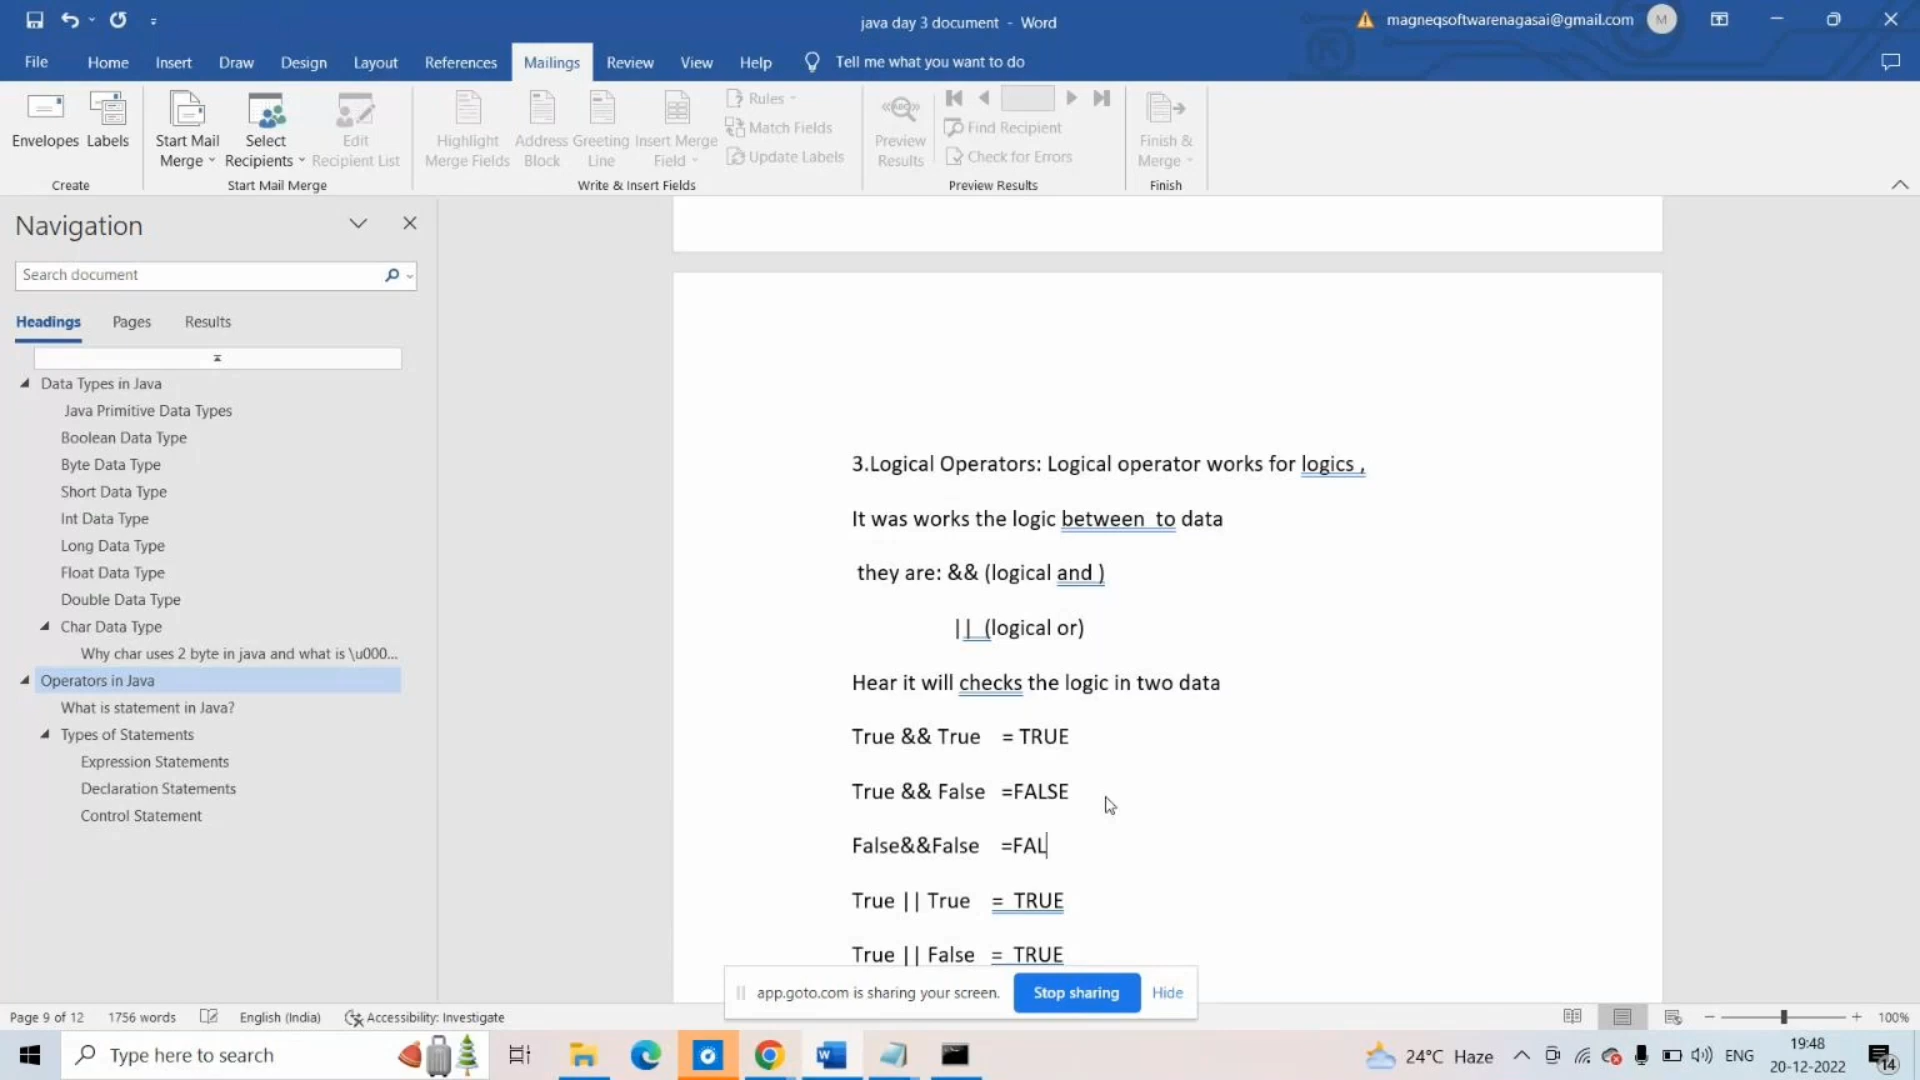 java day 3 document - Word
magneqsoftwarenagasai@gmail.com
M
File Home Insert Draw Design Layout References Mailings Review View Help Tell me what you want to do
Envelopes Labels
Start Mail Merge
Select Recipients
Edit Recipient List
Highlight Merge Fields
Address Block
Greeting Line
Insert Merge Field
Rules
Match Fields
Update Labels
ABC
Preview Results
Find Recipient
Check for Errors
Finish & Merge
Create
Start Mail Merge
Write & Insert Fields
Preview Results
Finish
Navigation
Search document
Headings Pages Results
Data Types in Java
Java Primitive Data Types
Boolean Data Type
Byte Data Type
Short Data Type
Int Data Type
Long Data Type
Float Data Type
Double Data Type
Char Data Type
Why char uses 2 byte in java and what is \u000...
Operators in Java
What is statement in Java?
Types of Statements
Expression Statements
Declaration Statements
Control Statement
3.Logical Operators: Logical operator works for logics ,
It was works the logic between  to data
they are: && (logical and )
||  (logical or)
Hear it will checks the logic in two data
True && True    = TRUE
True && False   =FALSE
False&&False    =FAL
True || True    =  TRUE
True || False   =  TRUE
app.goto.com is sharing your screen. Stop sharing Hide
Page 9 of 12 1756 words English (India) Accessibility: Investigate
100%
Type here to search
24°C Haze
ENG
19:48
20-12-2022
14